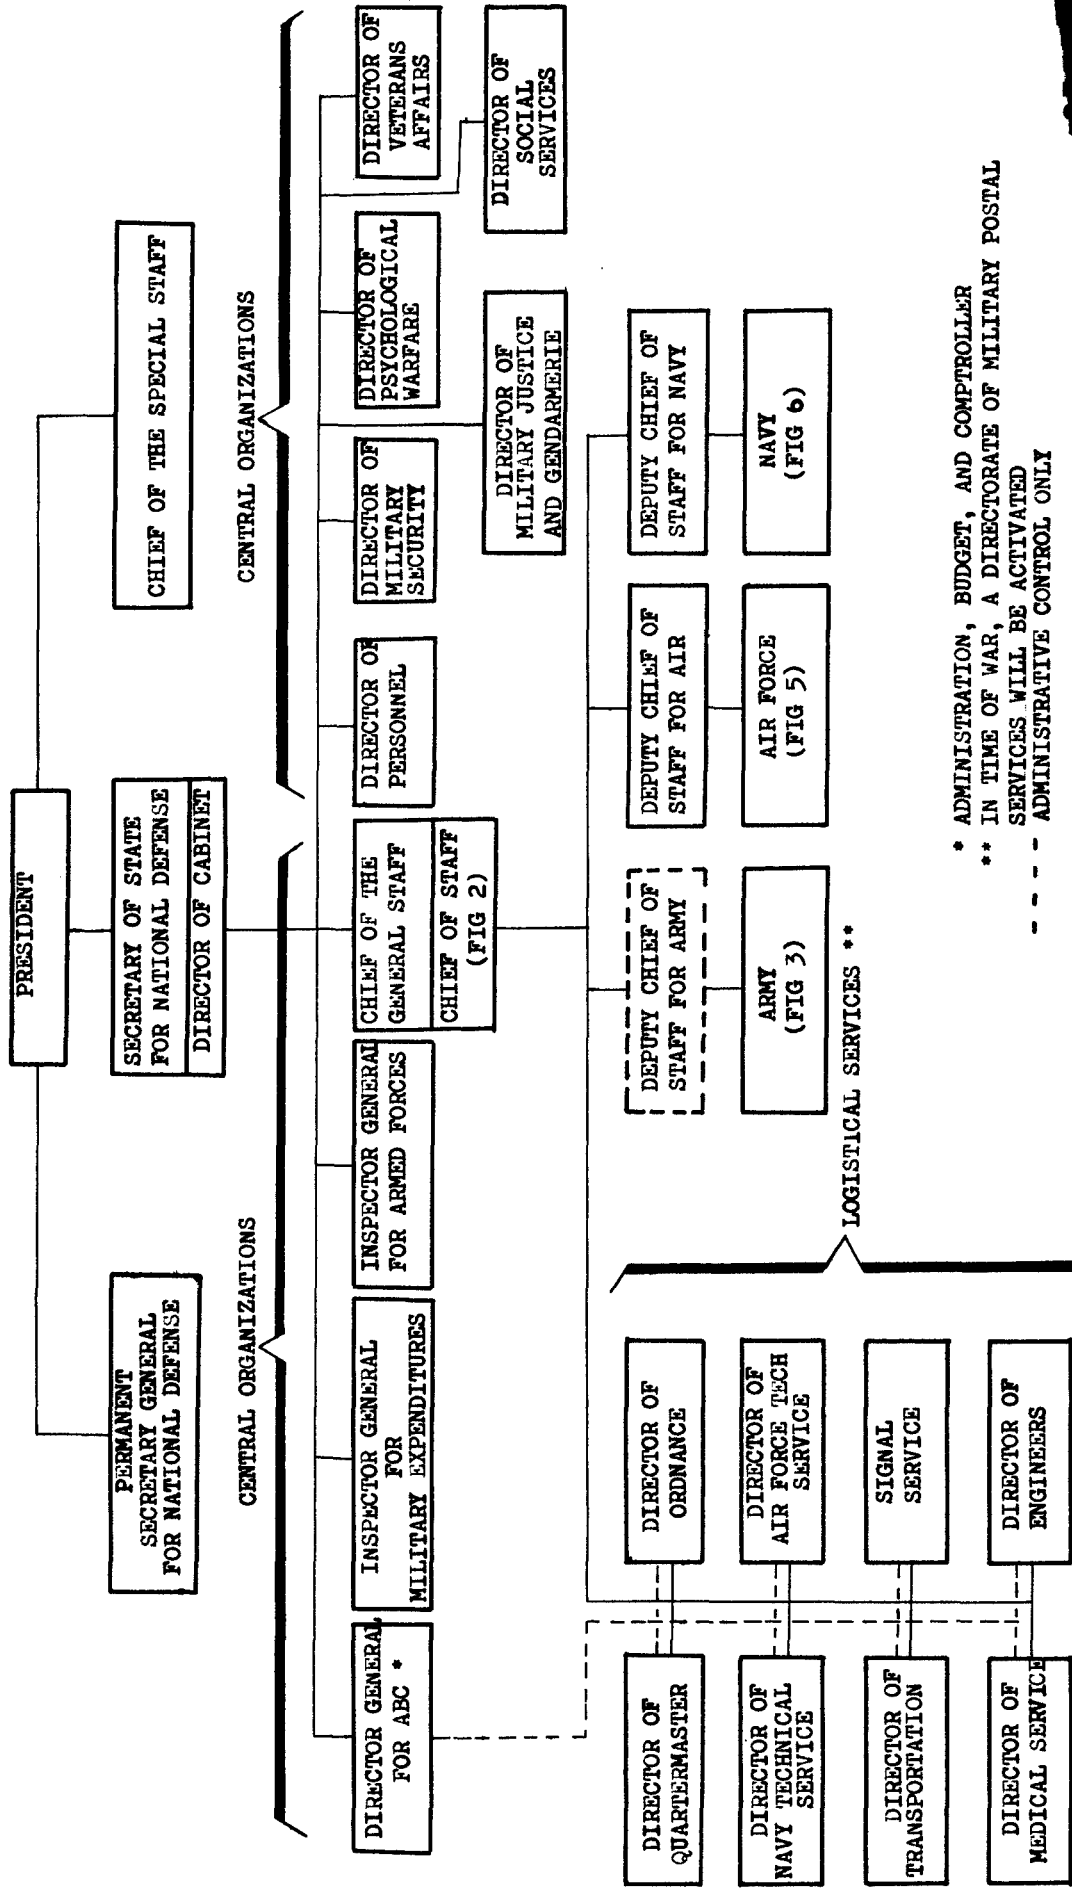 PRESIDENT
PERMANENT
SECRETARY GENERAL
FOR NATIONAL DEFENSE
SECRETARY OF STATE
FOR NATIONAL DEFENSE
DIRECTOR OF CABINET
CHIEF OF THE SPECIAL STAFF
CENTRAL ORGANIZATIONS
CENTRAL ORGANIZATIONS
DIRECTOR GENERAL
FOR ABC *
INSPECTOR GENERAL
FOR
MILITARY EXPENDITURES
INSPECTOR GENERAL
FOR ARMED FORCES
CHIEF OF THE
GENERAL STAFF
CHIEF OF STAFF
(FIG 2)
DIRECTOR OF
PERSONNEL
DIRECTOR OF
MILITARY
SECURITY
DIRECTOR OF
PSYCHOLOGICAL
WARFARE
DIRECTOR OF
VETERANS
AFFAIRS
DIRECTOR OF
MILITARY JUSTICE
AND GENDARMERIE
DIRECTOR OF
SOCIAL
SERVICES
DIRECTOR OF
QUARTERMASTER
DIRECTOR OF
ORDNANCE
DEPUTY CHIEF OF
STAFF FOR ARMY
DEPUTY CHIEF OF
STAFF FOR AIR
DEPUTY CHIEF OF
STAFF FOR NAVY
DIRECTOR OF
NAVY TECHNICAL
SERVICE
DIRECTOR OF
AIR FORCE TECH
SERVICE
ARMY
(FIG 3)
AIR FORCE
(FIG 5)
NAVY
(FIG 6)
LOGISTICAL SERVICES **
DIRECTOR OF
TRANSPORTATION
SIGNAL
SERVICE
DIRECTOR OF
MEDICAL SERVICE
DIRECTOR OF
ENGINEERS
* ADMINISTRATION, BUDGET, AND COMPTROLLER
** IN TIME OF WAR, A DIRECTORATE OF MILITARY POSTAL
SERVICES WILL BE ACTIVATED
- - - - ADMINISTRATIVE CONTROL ONLY